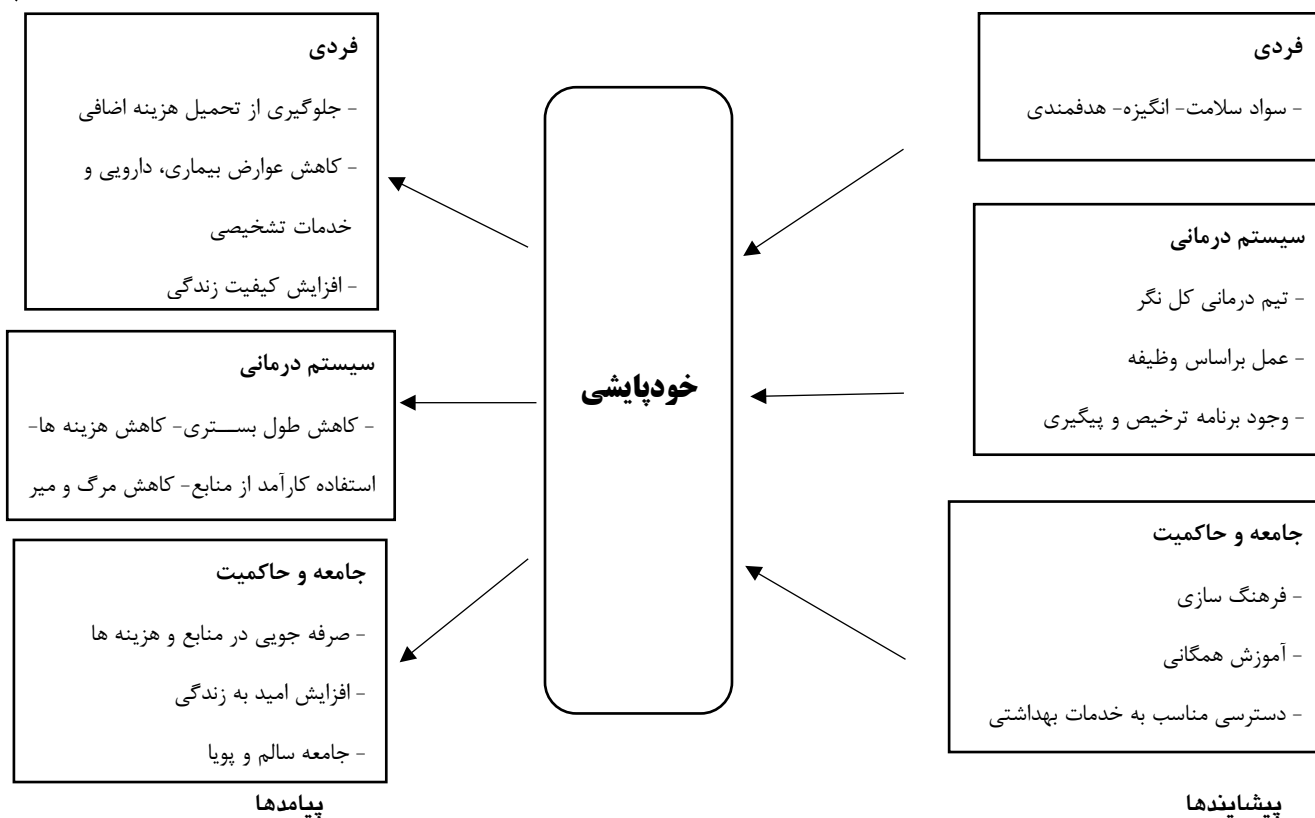 فردی
- سواد سلامت- انگیزه- هدفمندی
سیستم درمانی
- تیم درمانی کل نگر
- عمل براساس وظیفه
- وجود برنامه ترخیص و پیگیری
جامعه و حاکمیت
- فرهنگ سازی
- آموزش همگانی
- دسترسی مناسب به خدمات بهداشتی
پیشایندها
خودپایشی
فردی
- جلوگیری از تحمیل هزینه اضافی
- کاهش عوارض بیماری، دارویی و
خدمات تشخیصی
- افزایش کیفیت زندگی
سیستم درمانی
- کاهش طول بستری- کاهش هزینه ها-
استفاده کارآمد از منابع- کاهش مرگ و میر
جامعه و حاکمیت
- صرفه جویی در منابع و هزینه ها
- افزایش امید به زندگی
- جامعه سالم و پویا
پیامدها